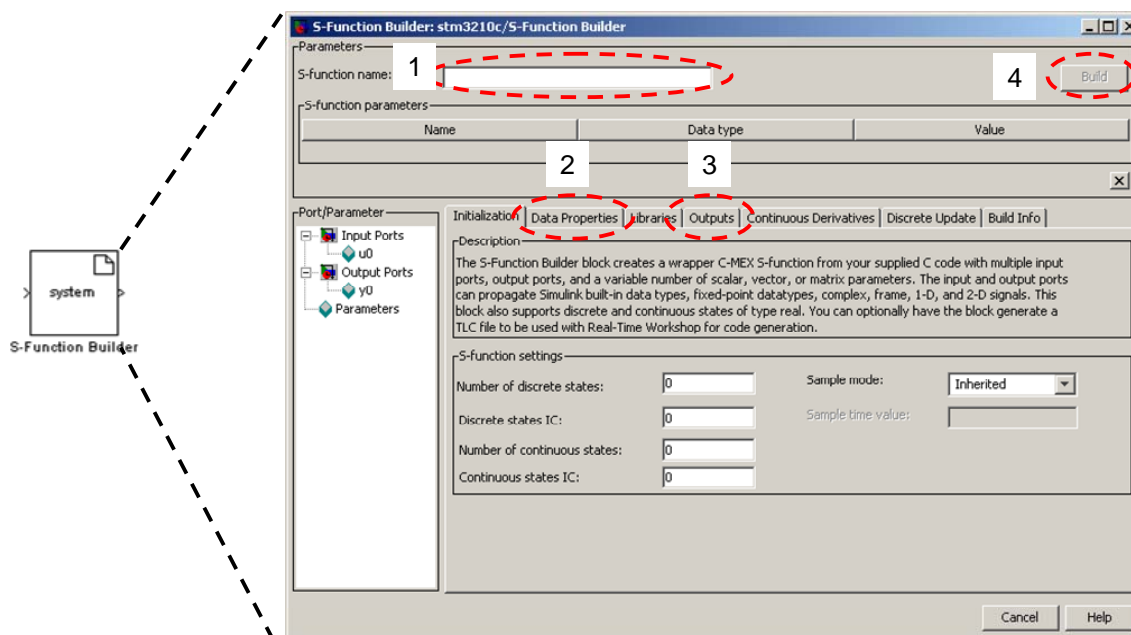 S-Function Builder: stm3210c/S-Function Builder
Parameters
S-function name:
1
4
Build
S-function parameters
Name Data type Value
2 3
Port/Parameter
Input Ports
u0
Output Ports
y0
Parameters
Initialization Data Properties Libraries Outputs Continuous Derivatives Discrete Update Build Info
Description
The S-Function Builder block creates a wrapper C-MEX S-function from your supplied C code with multiple input
ports, output ports, and a variable number of scalar, vector, or matrix parameters. The input and output ports
can propagate Simulink built-in data types, fixed-point datatypes, complex, frame, 1-D, and 2-D signals. This
block also supports discrete and continuous states of type real. You can optionally have the block generate a
TLC file to be used with Real-Time Workshop for code generation.
S-function settings
Number of discrete states: 0 Sample mode: Inherited
Discrete states IC: 0 Sample time value:
Number of continuous states: 0
Continuous states IC: 0
Cancel Help
system
S-Function Builder